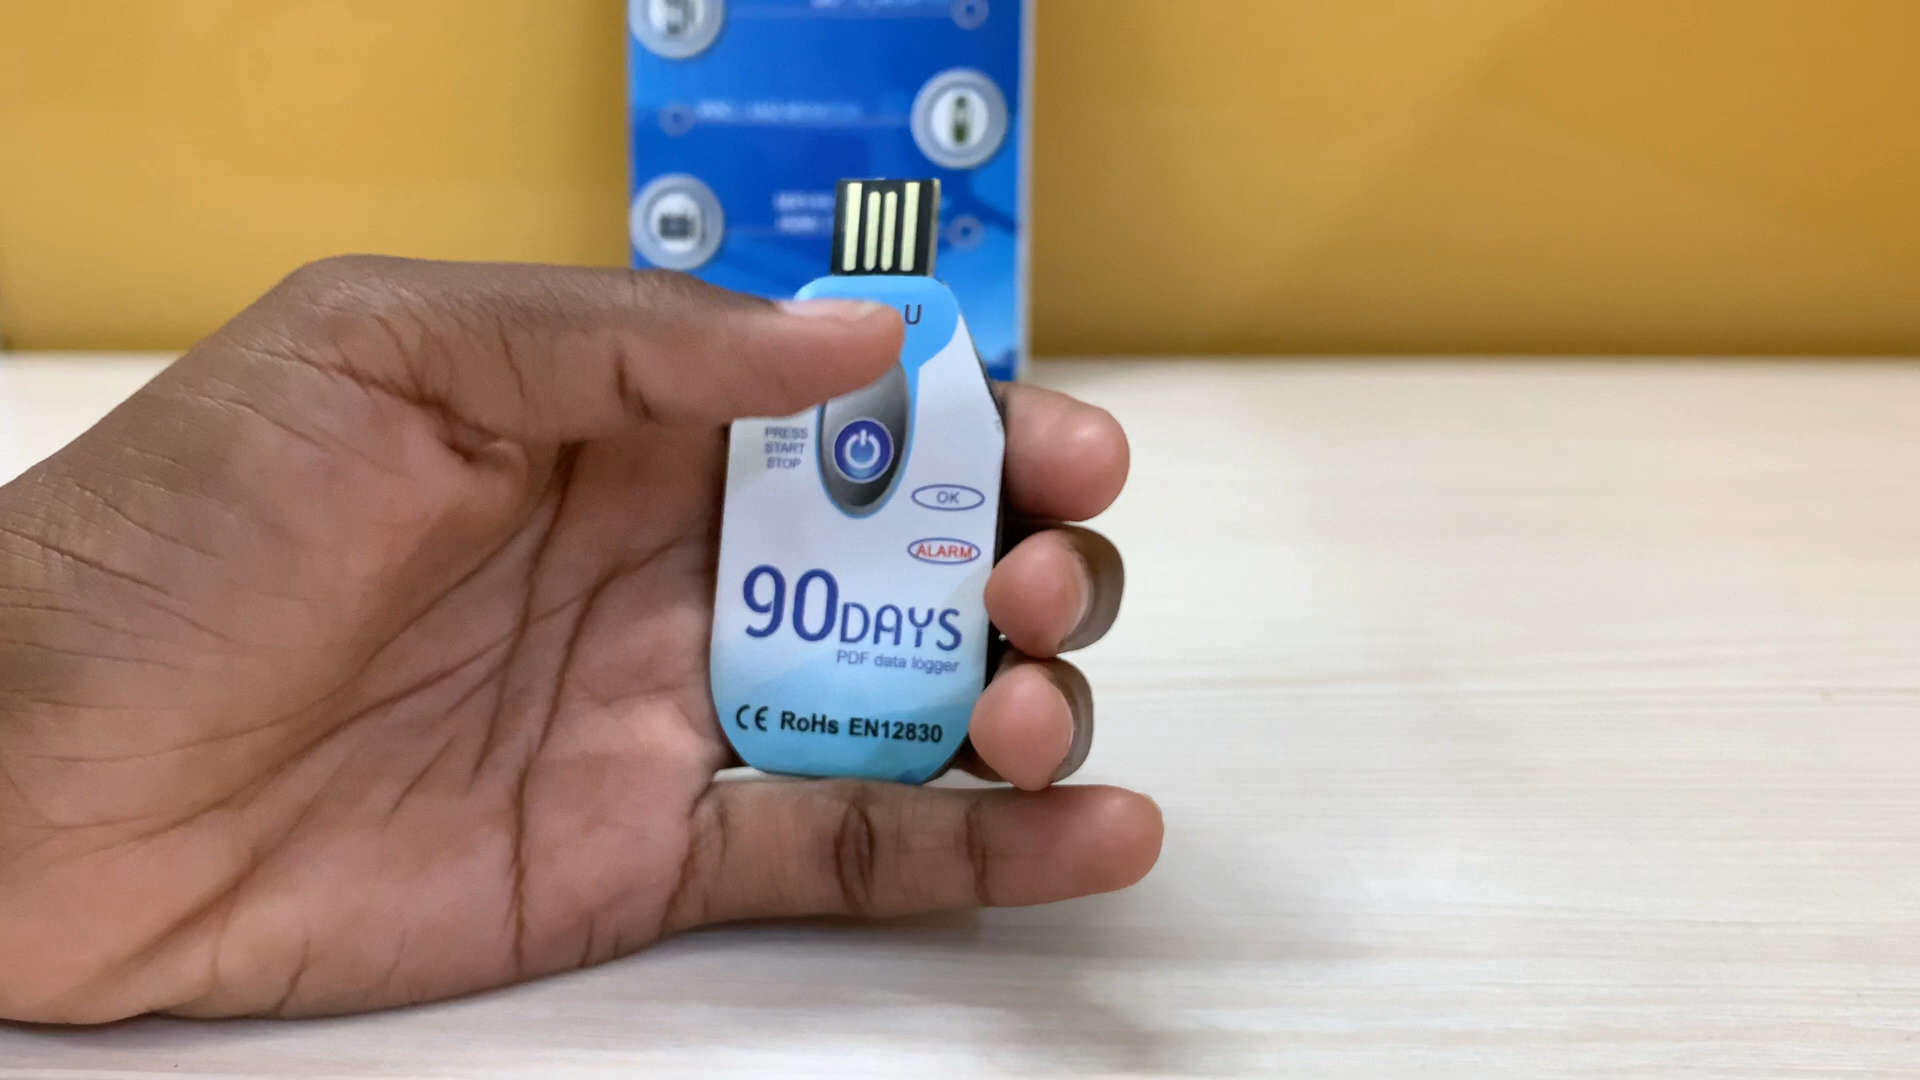 U
PRESS
START
STOP
OK
ALARM
90DAYS
PDF data logger
CE RoHs EN12830